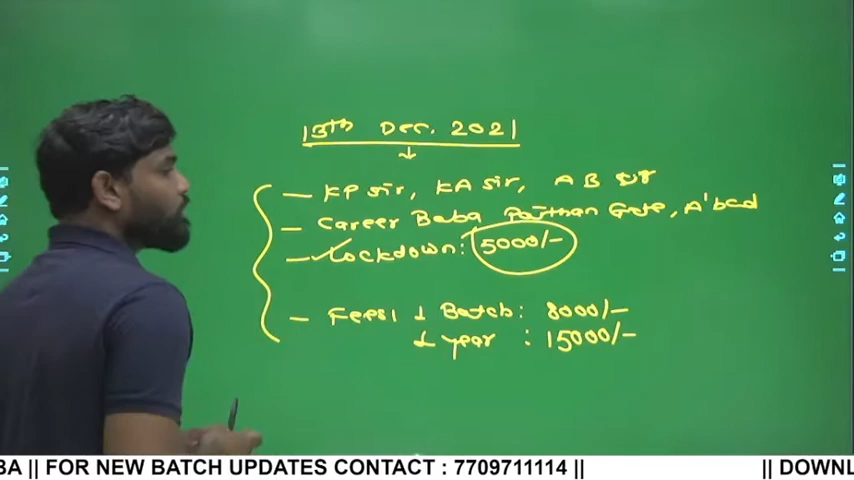 13th Dec. 2021
— KP Sir, KA Sir, AB Sir
— Career Baba Paithan Gate, A'bad
— Lockdown: 5000/-
— Fees: 1 Batch: 8000/-
1 year : 15000/-
BA || FOR NEW BATCH UPDATES CONTACT : 7709711114 || || DOWNL